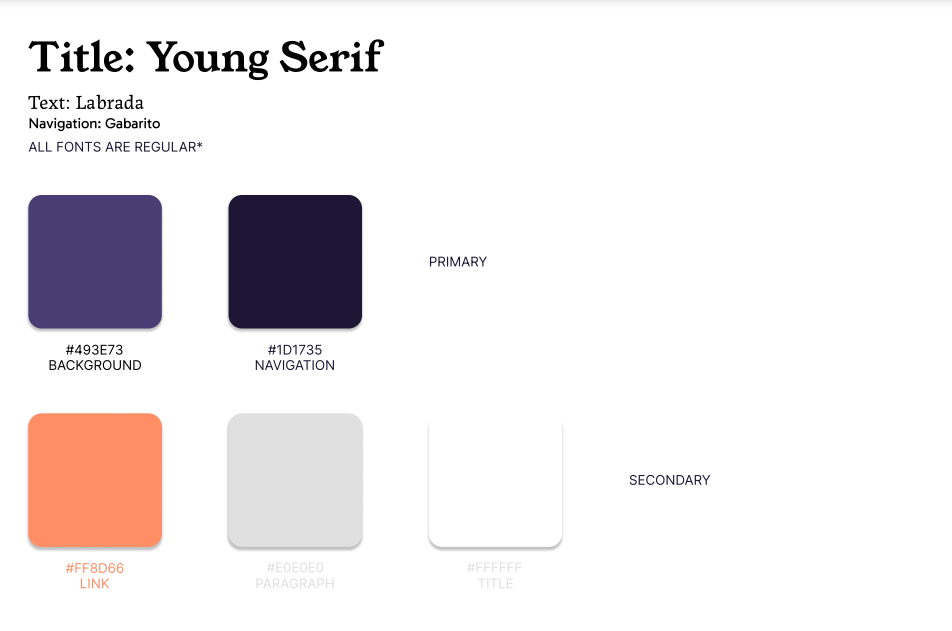 Title: Young Serif
Text: Labrada
Navigation: Gabarito
ALL FONTS ARE REGULAR*
PRIMARY
#493E73
BACKGROUND
#1D1735
NAVIGATION
SECONDARY
#FF8D66
LINK
#E0E0E0
PARAGRAPH
#FFFFFF
TITLE